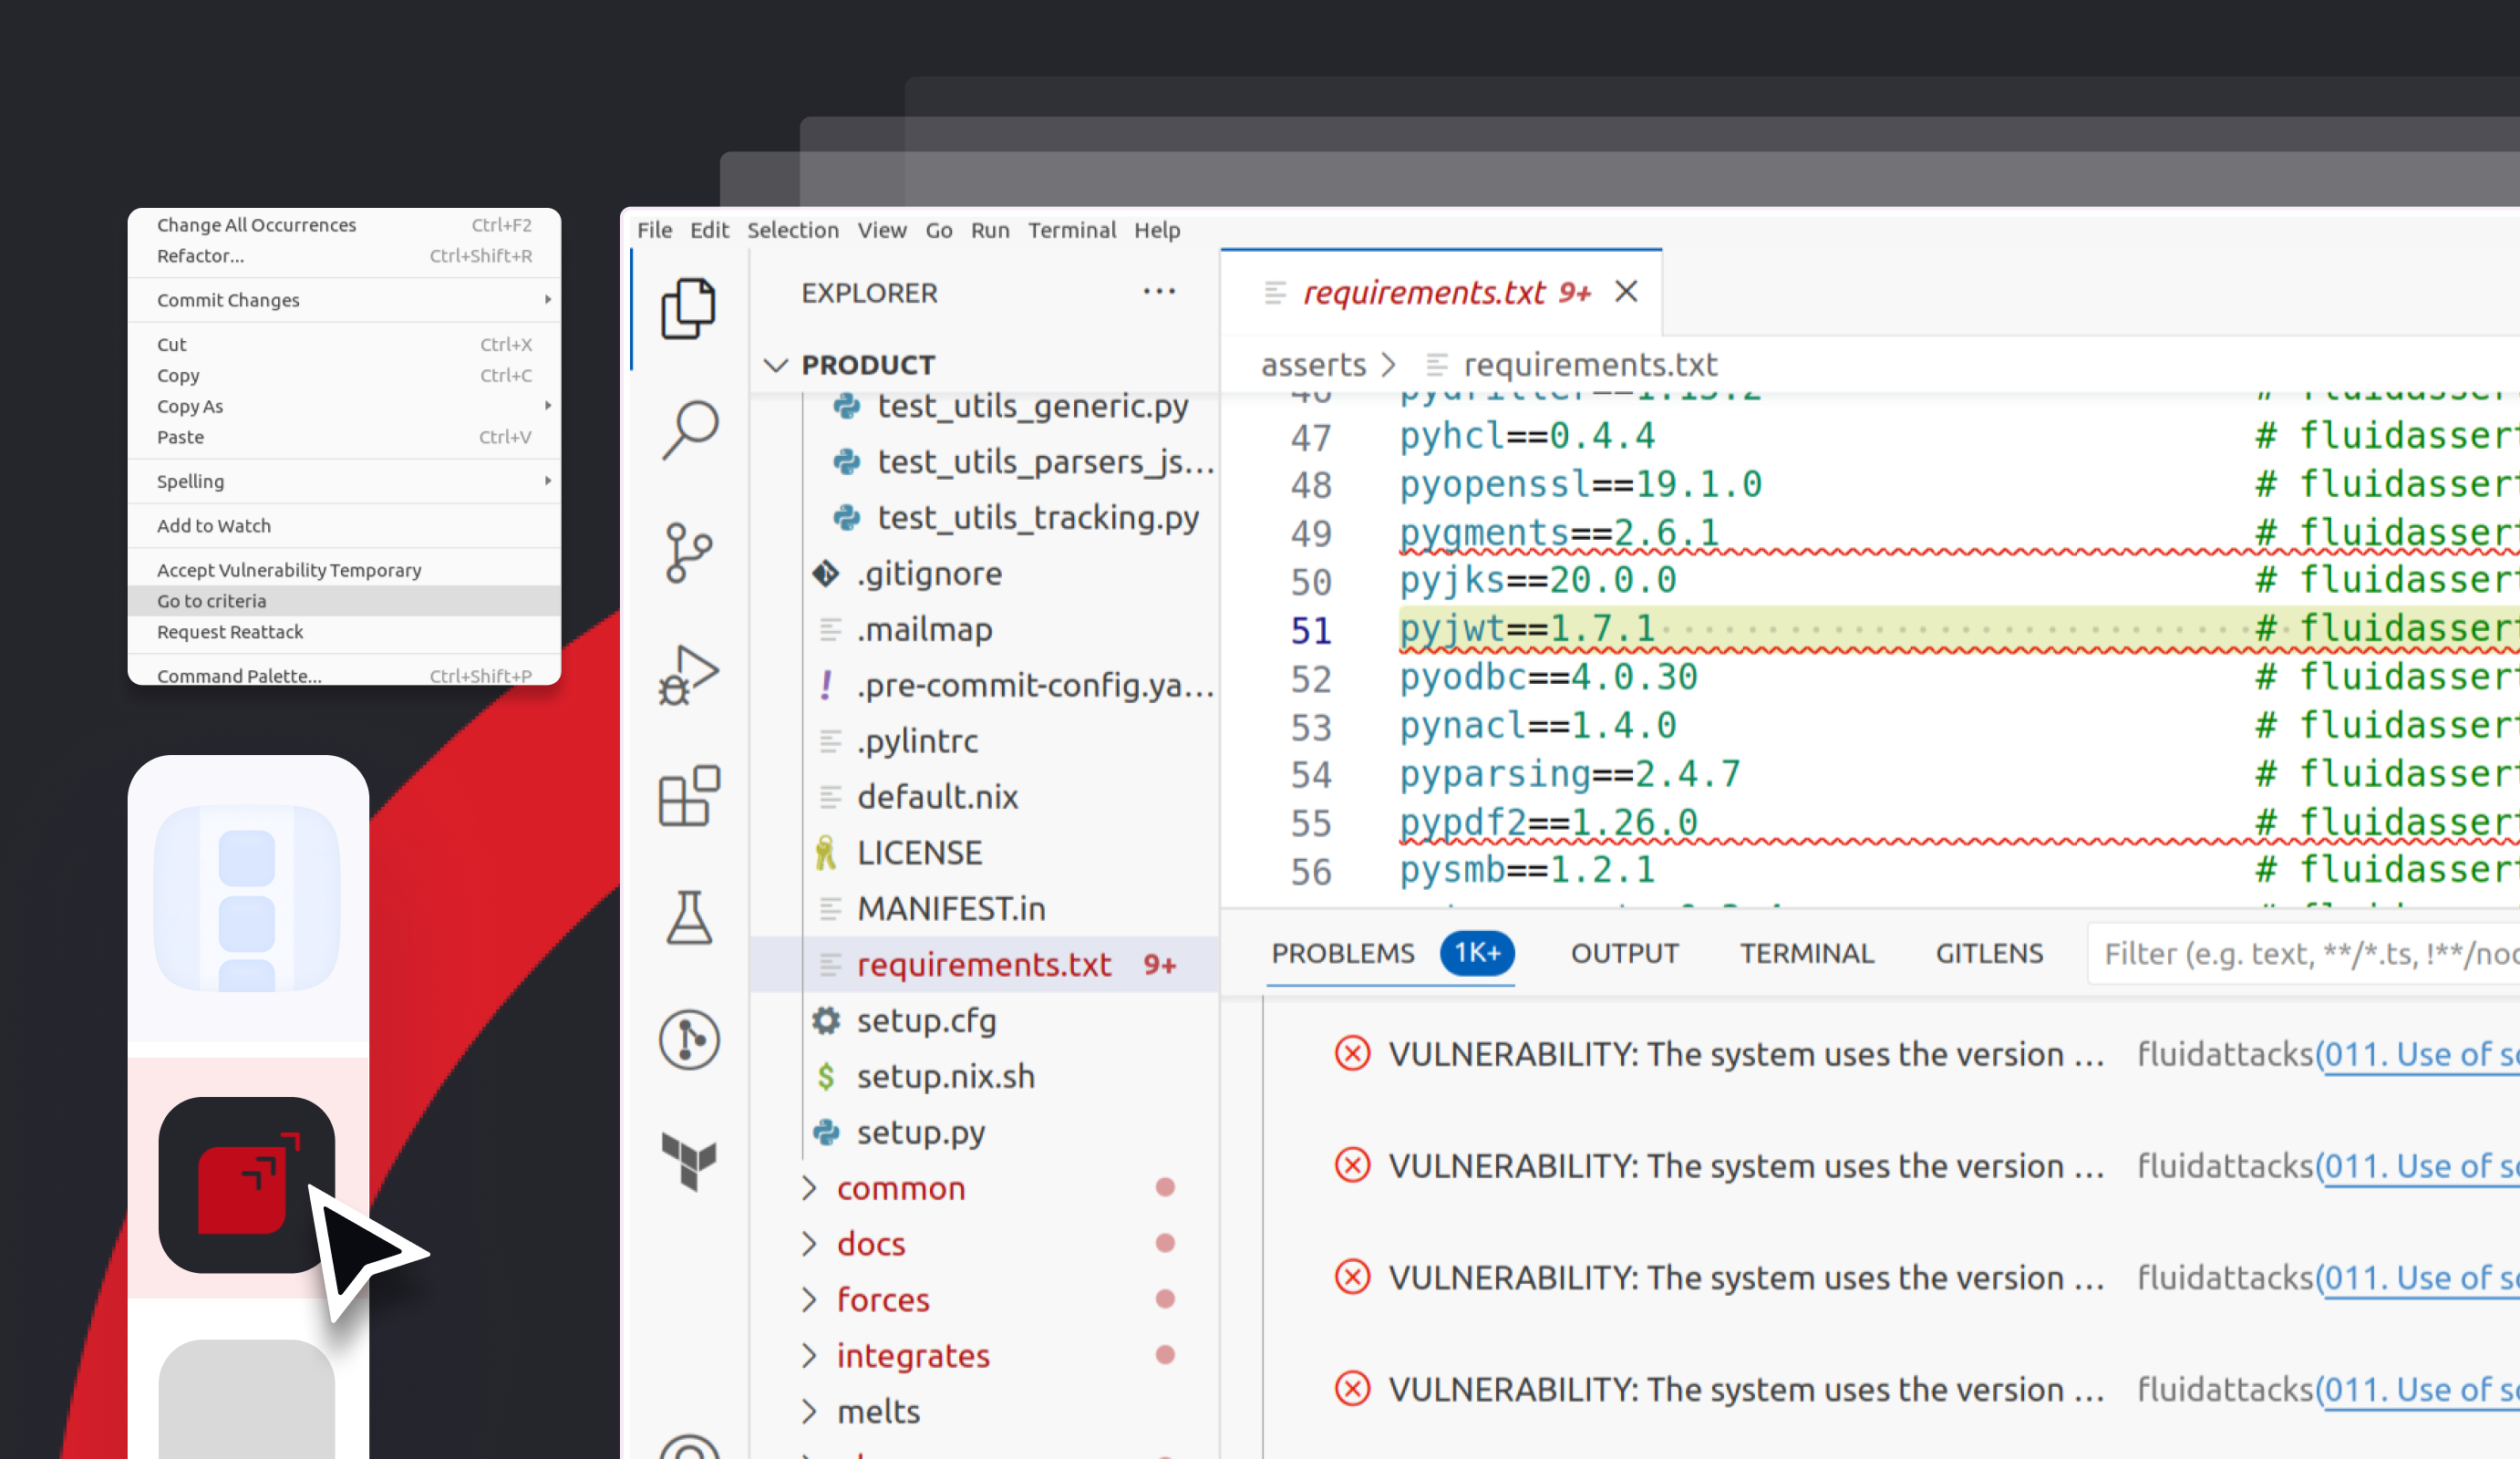 Change All Occurrences Ctrl+F2
Refactor... Ctrl+Shift+R
Commit Changes
Cut Ctrl+X
Copy Ctrl+C
Copy As
Paste Ctrl+V
Spelling
Add to Watch
Accept Vulnerability Temporary
Go to criteria
Request Reattack
Command Palette... Ctrl+Shift+P
File Edit Selection View Go Run Terminal Help
EXPLORER ···
PRODUCT
test_utils_generic.py
test_utils_parsers_js...
test_utils_tracking.py
.gitignore
.mailmap
! .pre-commit-config.ya...
.pylintrc
default.nix
LICENSE
MANIFEST.in
requirements.txt 9+
setup.cfg
$ setup.nix.sh
setup.py
common
docs
forces
integrates
melts
requirements.txt 9+
asserts > requirements.txt
47 pyhcl==0.4.4 # fluidassert
48 pyopenssl==19.1.0 # fluidassert
49 pygments==2.6.1 # fluidassert
50 pyjks==20.0.0 # fluidassert
51 pyjwt==1.7.1 # fluidassert
52 pyodbc==4.0.30 # fluidassert
53 pynacl==1.4.0 # fluidassert
54 pyparsing==2.4.7 # fluidassert
55 pypdf2==1.26.0 # fluidassert
56 pysmb==1.2.1 # fluidassert
PROBLEMS 1K+ OUTPUT TERMINAL GITLENS Filter (e.g. text, **/*.ts, !**/noc
VULNERABILITY: The system uses the version ... fluidattacks(011. Use of
VULNERABILITY: The system uses the version ... fluidattacks(011. Use of
VULNERABILITY: The system uses the version ... fluidattacks(011. Use of
VULNERABILITY: The system uses the version ... fluidattacks(011. Use of